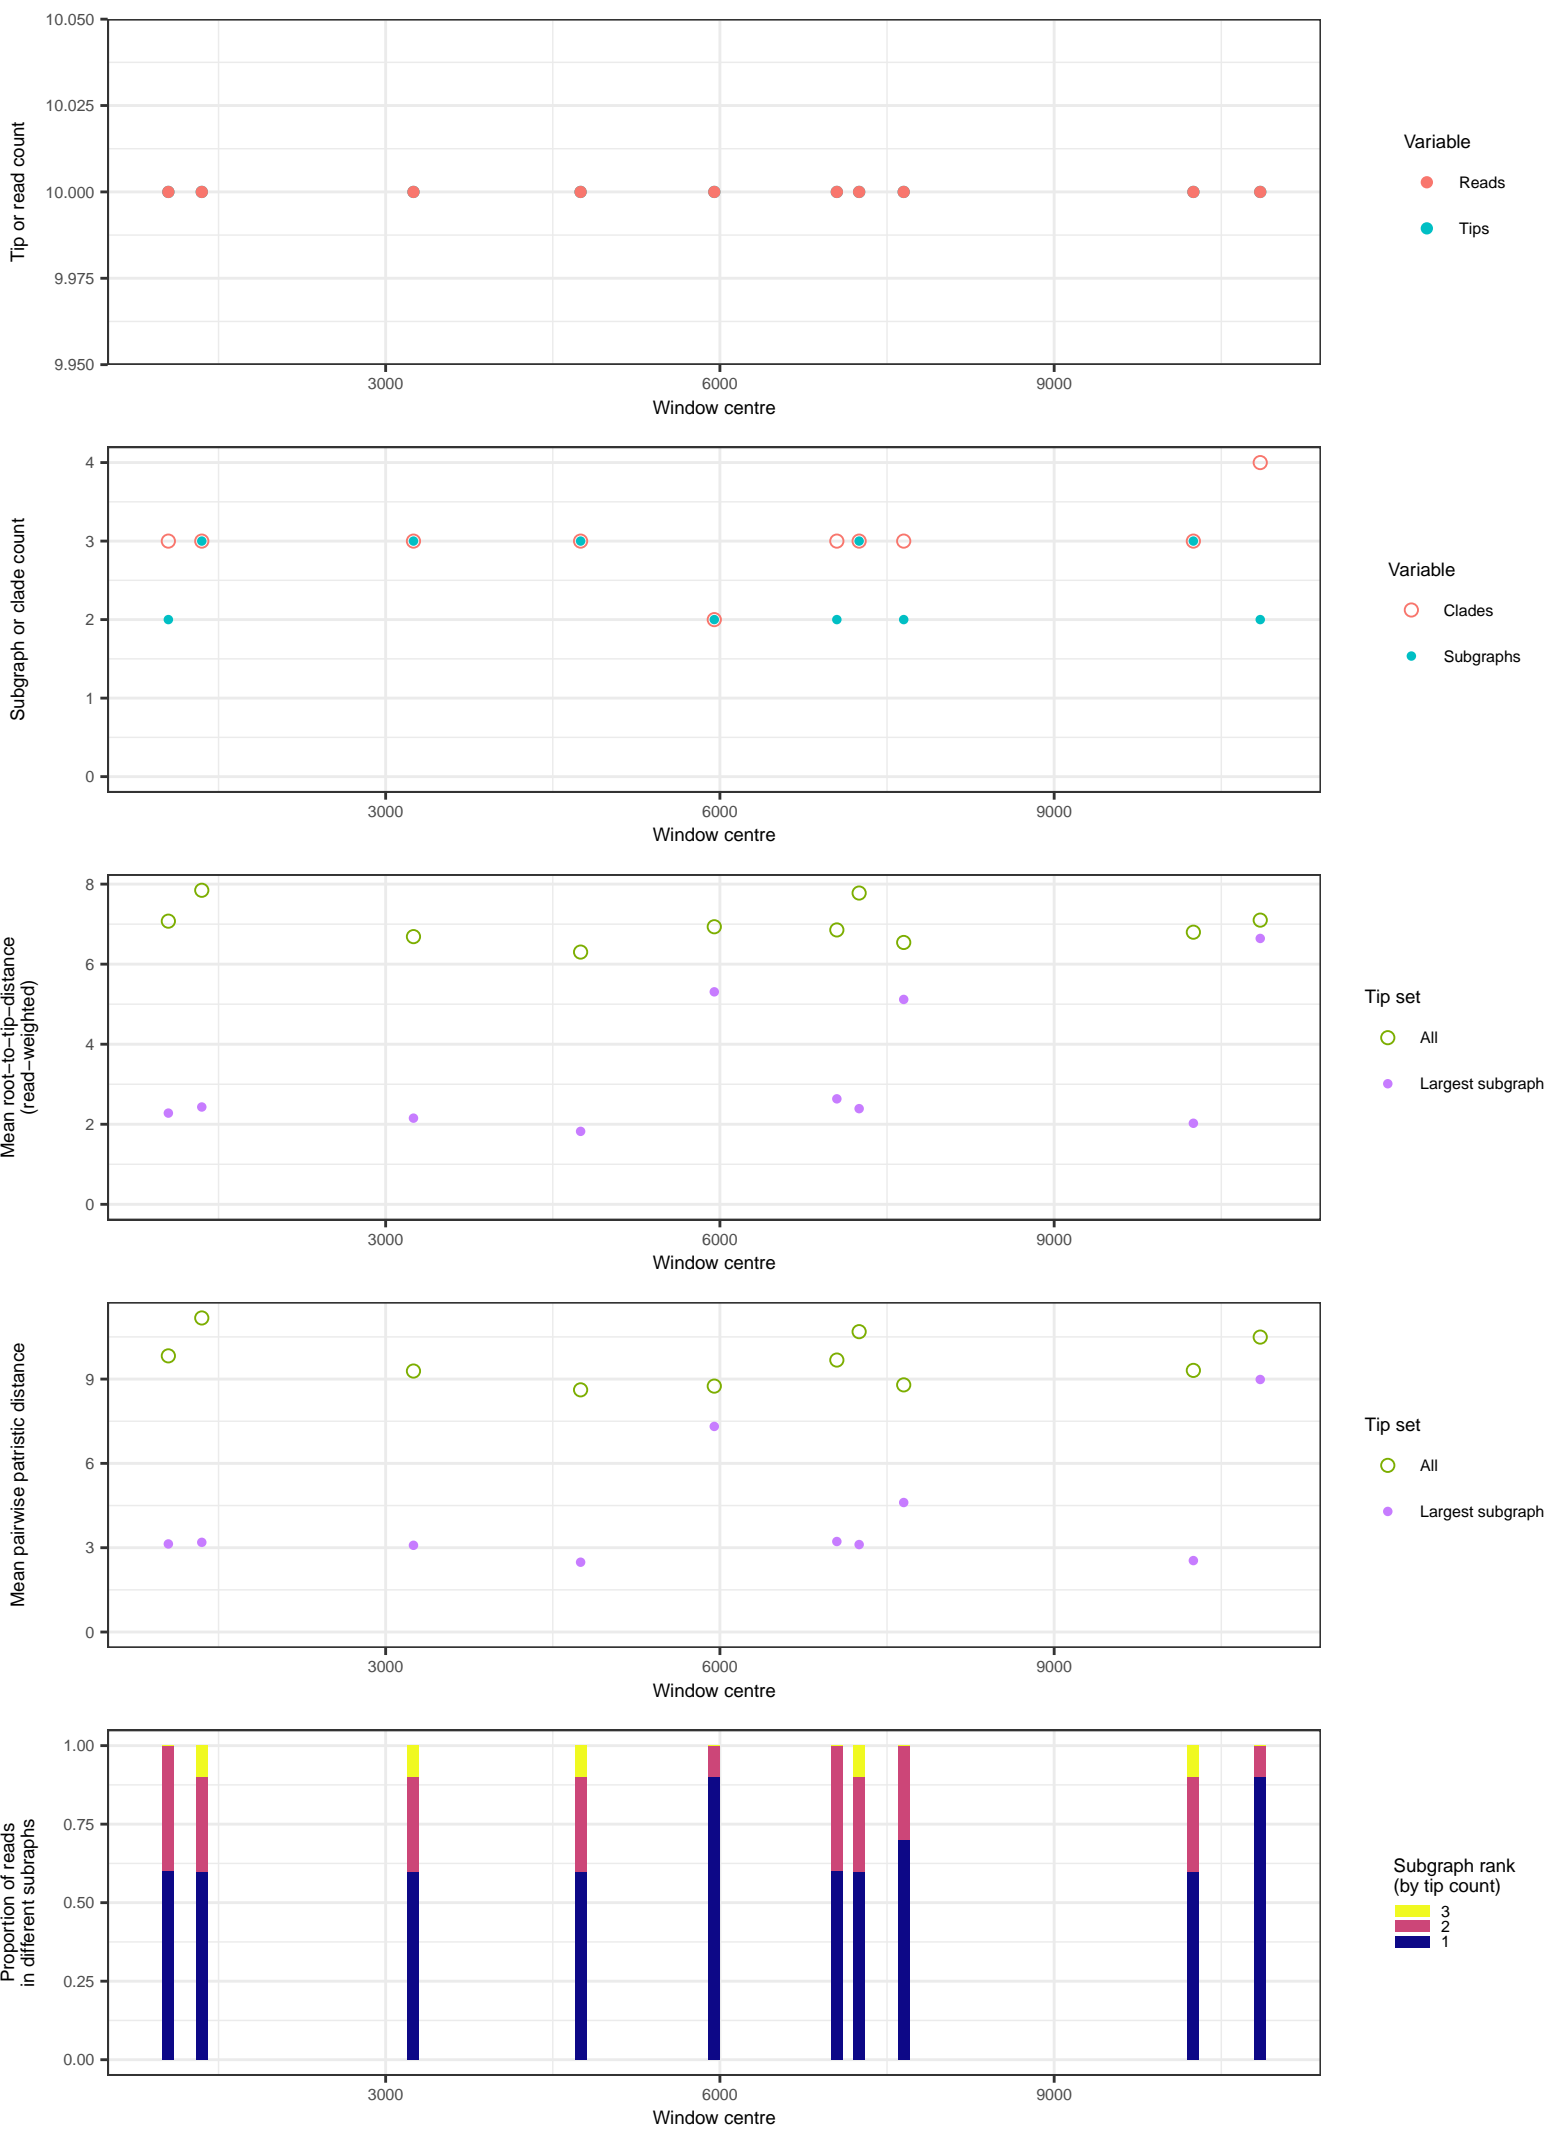 10.050
10.025
10.000
9.975
9.950
Tip or read count
3000
6000
9000
Window centre
Variable
Reads
Tips
4
3
2
1
0
Subgraph or clade count
3000
6000
9000
Window centre
Variable
Clades
Subgraphs
8
6
4
2
0
Mean root−to−tip−distance
(read−weighted)
3000
6000
9000
Window centre
Tip set
All
Largest subgraph
9
6
3
0
Mean pairwise patristic distance
3000
6000
9000
Window centre
Tip set
All
Largest subgraph
1.00
0.75
0.50
0.25
0.00
Proportion of reads
in different subraphs
3000
6000
9000
Window centre
Subgraph rank
(by tip count)
3
2
1